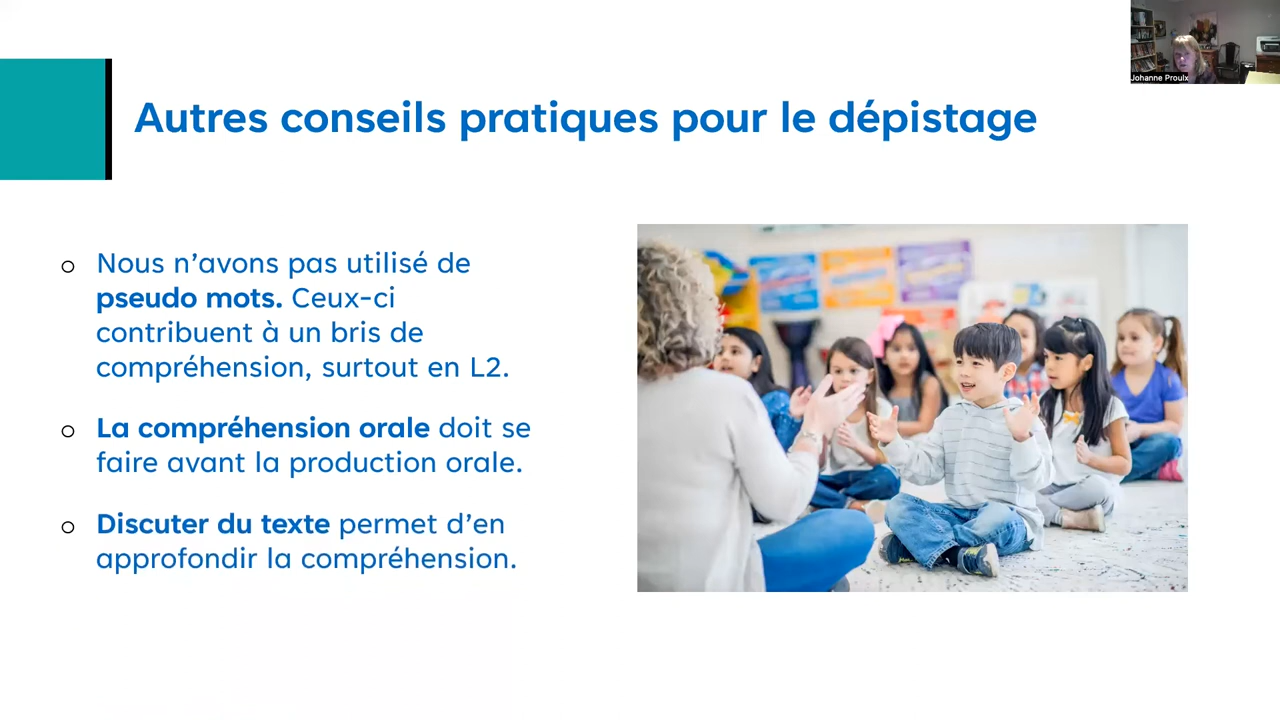 Johanne Proulx
Autres conseils pratiques pour le dépistage
Nous n'avons pas utilisé de
pseudo mots. Ceux-ci
contribuent à un bris de
compréhension, surtout en L2.
La compréhension orale doit se
faire avant la production orale.
Discuter du texte permet d'en
approfondir la compréhension.